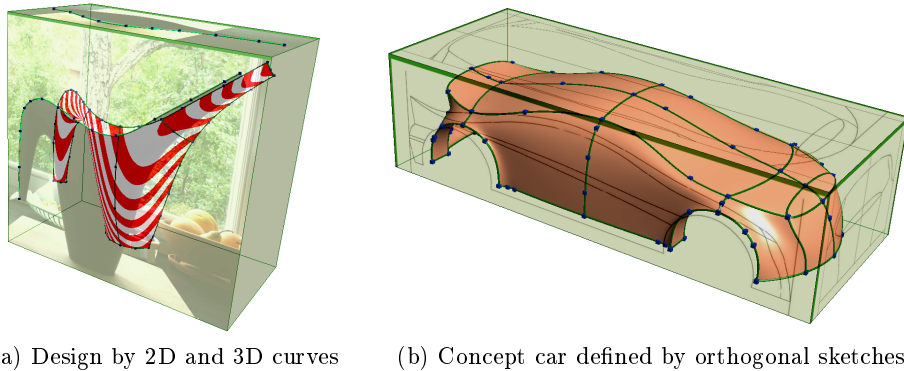 a) Design by 2D and 3D curves
(b) Concept car defined by orthogonal sketches